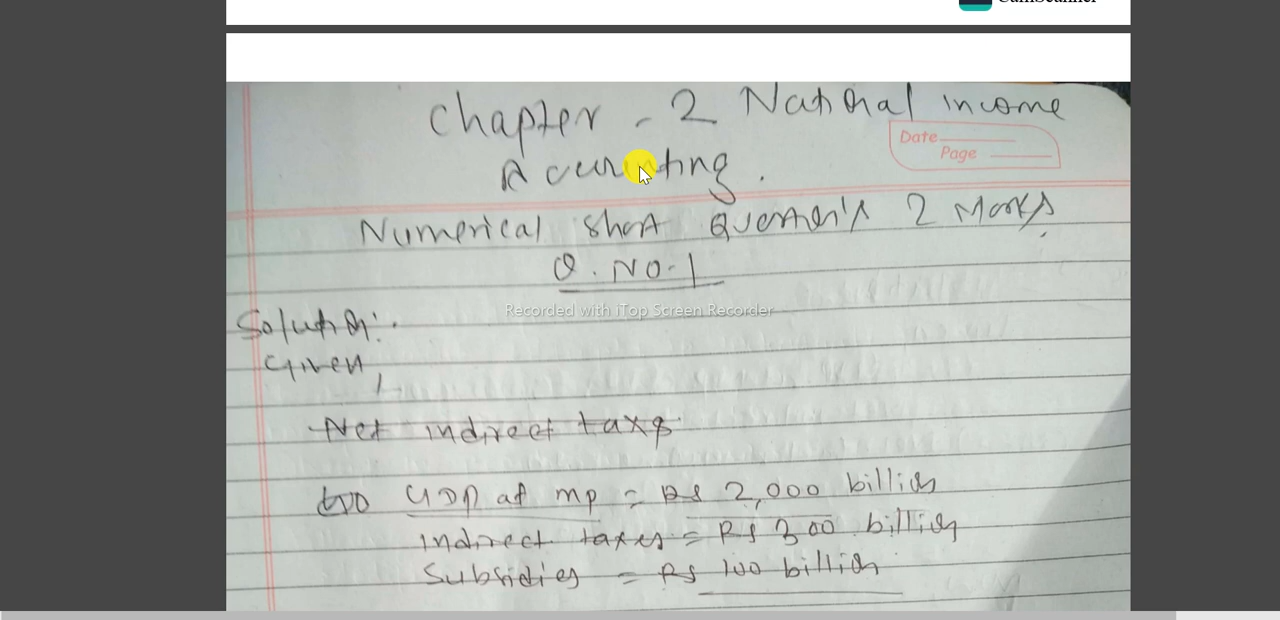 CamScanner
Chapter - 2 National income
Date
Page
Accounting.
Numerical short Question's 2 Marks
Q. No-1
Recorded with iTop Screen Recorder
Solution:
Given,
Net indirect taxes
GDP at mp = Rs 2,000 billion
Indirect taxes = Rs 300 billion
Subsidies = Rs 100 billion